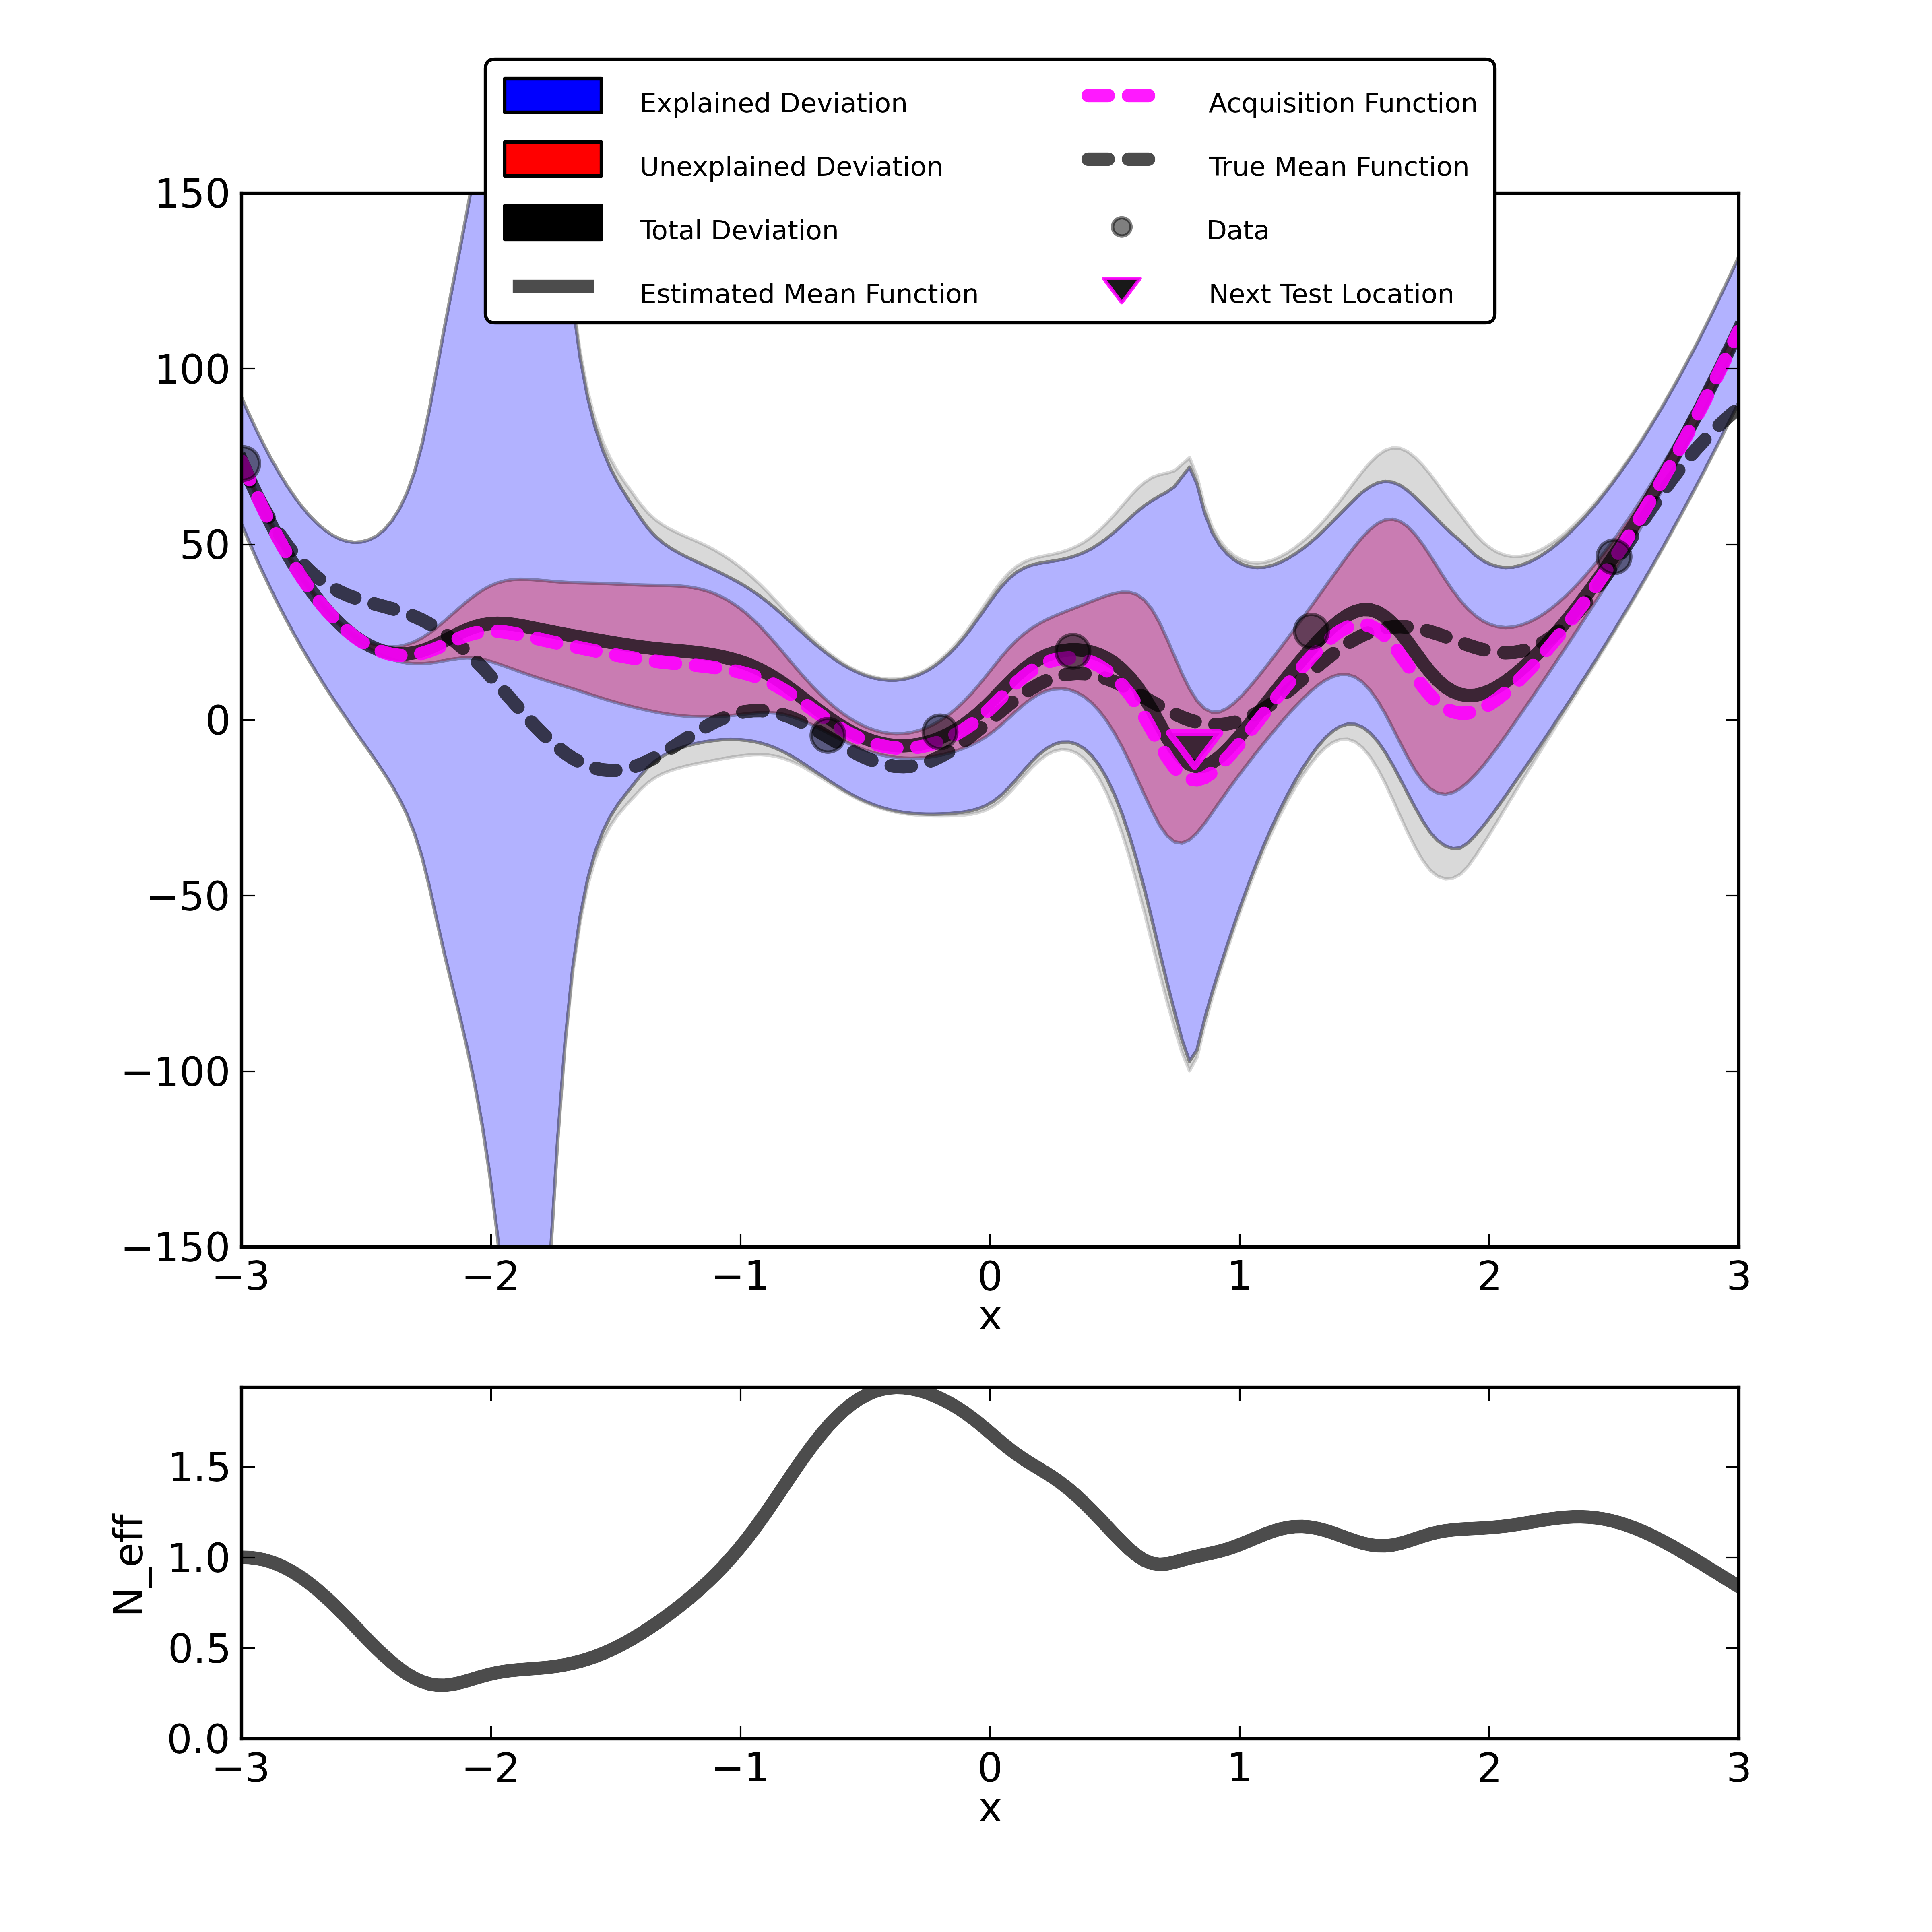 Explained Deviation
Unexplained Deviation
Total Deviation
Estimated Mean Function
Acquisition Function
True Mean Function
Data
Next Test Location
150
100
50
0
−50
−100
−150
−3 −2 −1 0 1 2 3
x
N_eff
1.5
1.0
0.5
0.0
−3 −2 −1 0 1 2 3
x